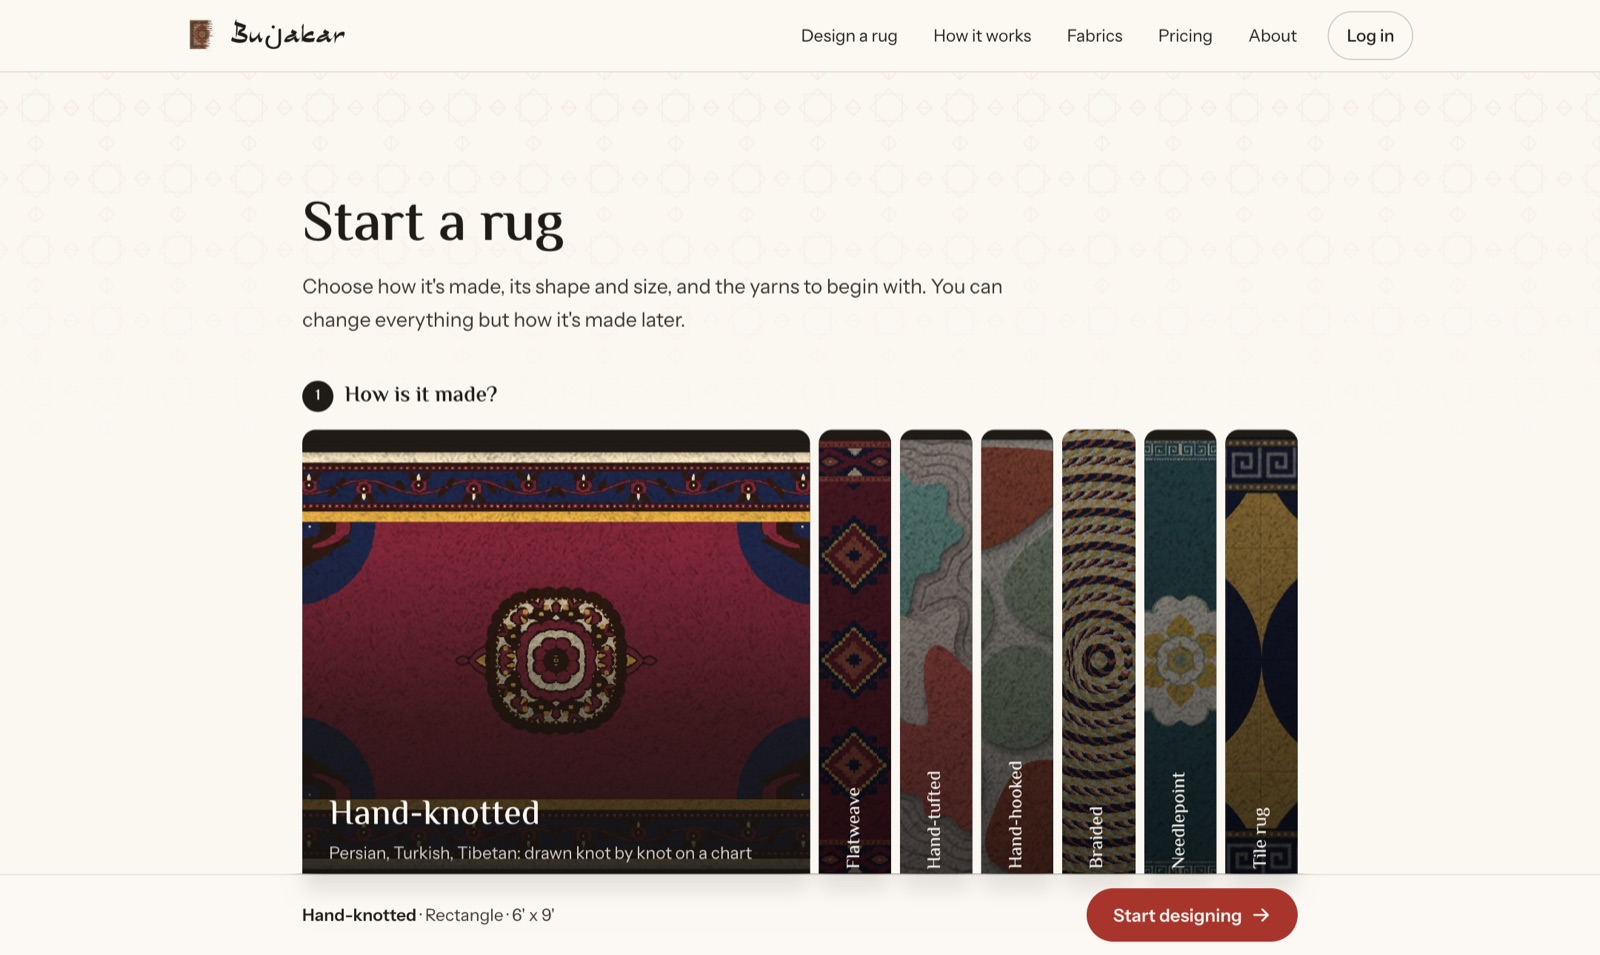 Bujakar
Design a rug
How it works
Fabrics
Pricing
About
Log in
Start a rug
Choose how it's made, its shape and size, and the yarns to begin with. You can
change everything but how it's made later.
1 How is it made?
Hand-knotted
Persian, Turkish, Tibetan: drawn knot by knot on a chart
Flatweave
Hand-tufted
Hand-hooked
Braided
Needlepoint
Tile rug
Hand-knotted · Rectangle · 6' x 9'
Start designing →